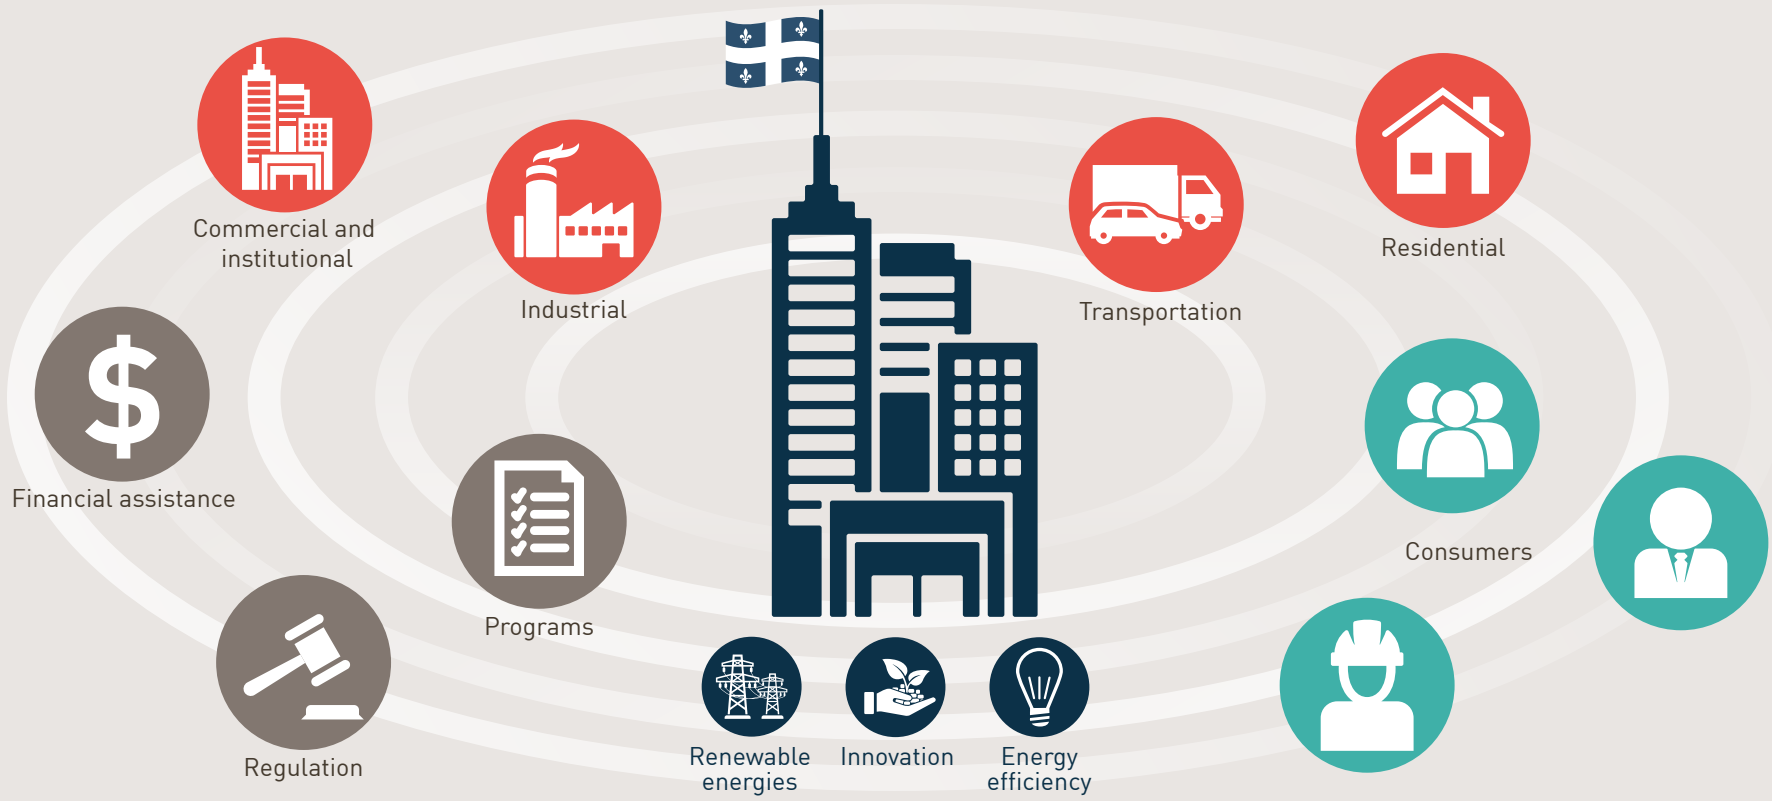 Commercial and
institutional
Industrial
Transportation
Residential
$
Financial assistance
Programs
Consumers
Regulation
Renewable
energies
Innovation
Energy
efficiency